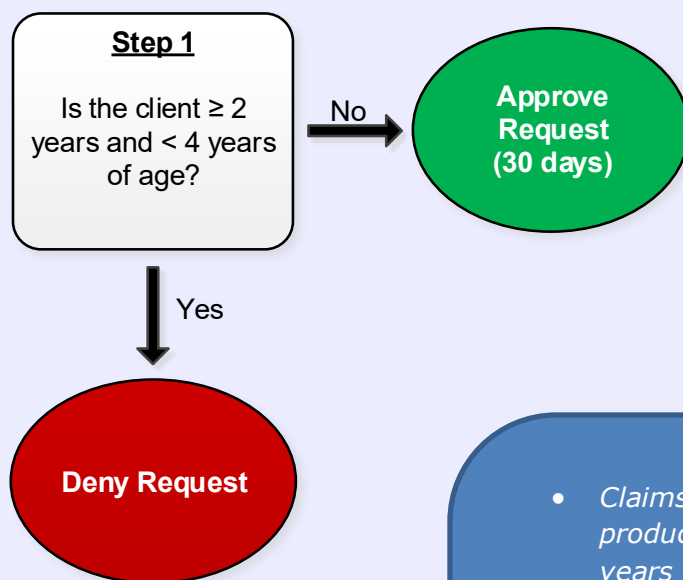 Step 1
Is the client ≥ 2
years and < 4 years
of age?
No
Approve
Request
(30 days)
Yes
Deny Request
• Claims
produc
years